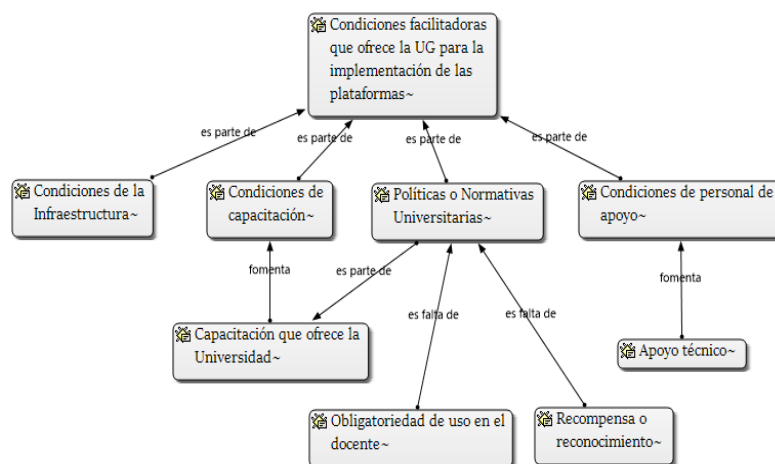 Condiciones facilitadoras
que ofrece la UG para la
implementación de las
plataformas~
es parte de
es parte de
es parte de
es parte de
Condiciones de la
Infraestructura~
Condiciones de
capacitación~
Políticas o Normativas
Universitarias~
Condiciones de personal de
apoyo~
fomenta
es parte de
fomenta
es falta de
es falta de
Capacitación que ofrece la
Universidad~
Apoyo técnico~
Obligatoriedad de uso en el
docente~
Recompensa o
reconocimiento~